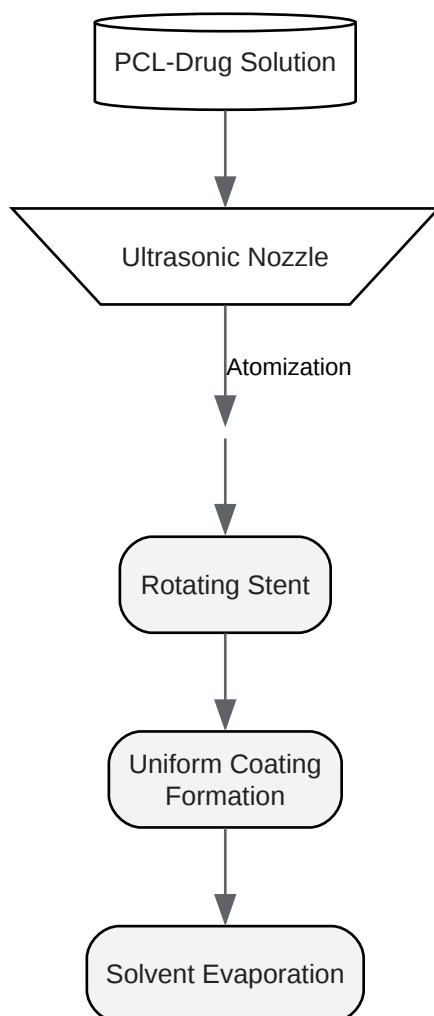 PCL-Drug Solution
Ultrasonic Nozzle
Atomization
Rotating Stent
Uniform Coating
Formation
Solvent Evaporation